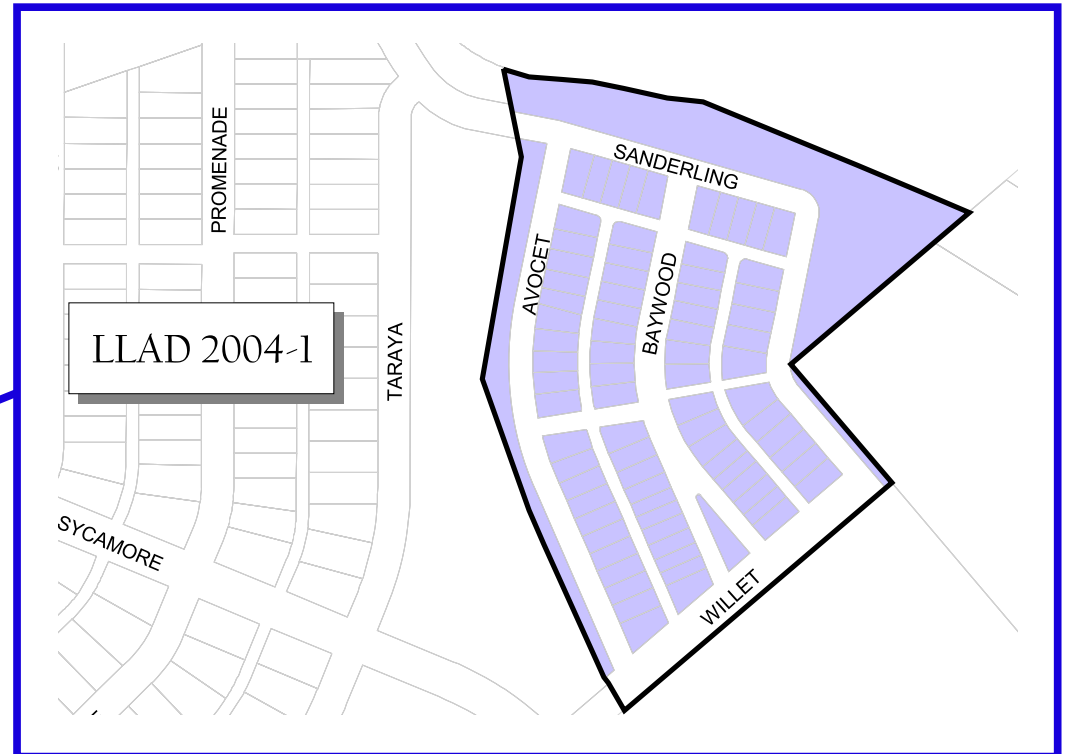 PROMENADE
SANDERLING
AVOCET
BAYWOOD
LLAD 2004-1
TARAYA
SYCAMORE
WILLET